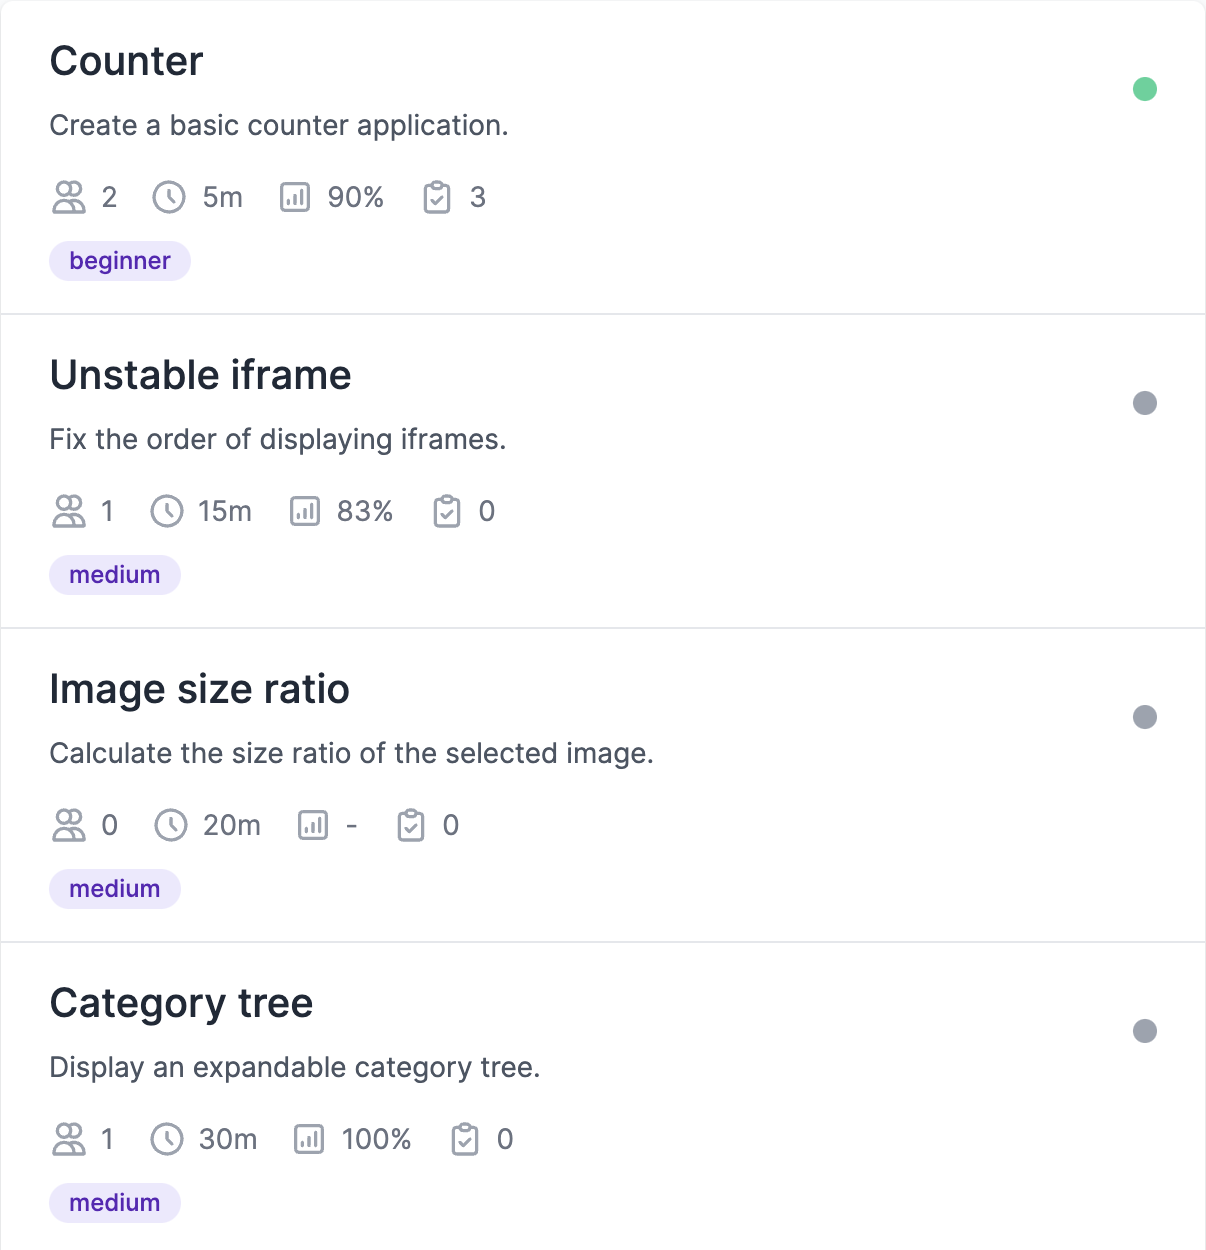 Counter
Create a basic counter application.
2 5m 90% 3
beginner
Unstable iframe
Fix the order of displaying iframes.
1 15m 83% 0
medium
Image size ratio
Calculate the size ratio of the selected image.
0 20m - 0
medium
Category tree
Display an expandable category tree.
1 30m 100% 0
medium